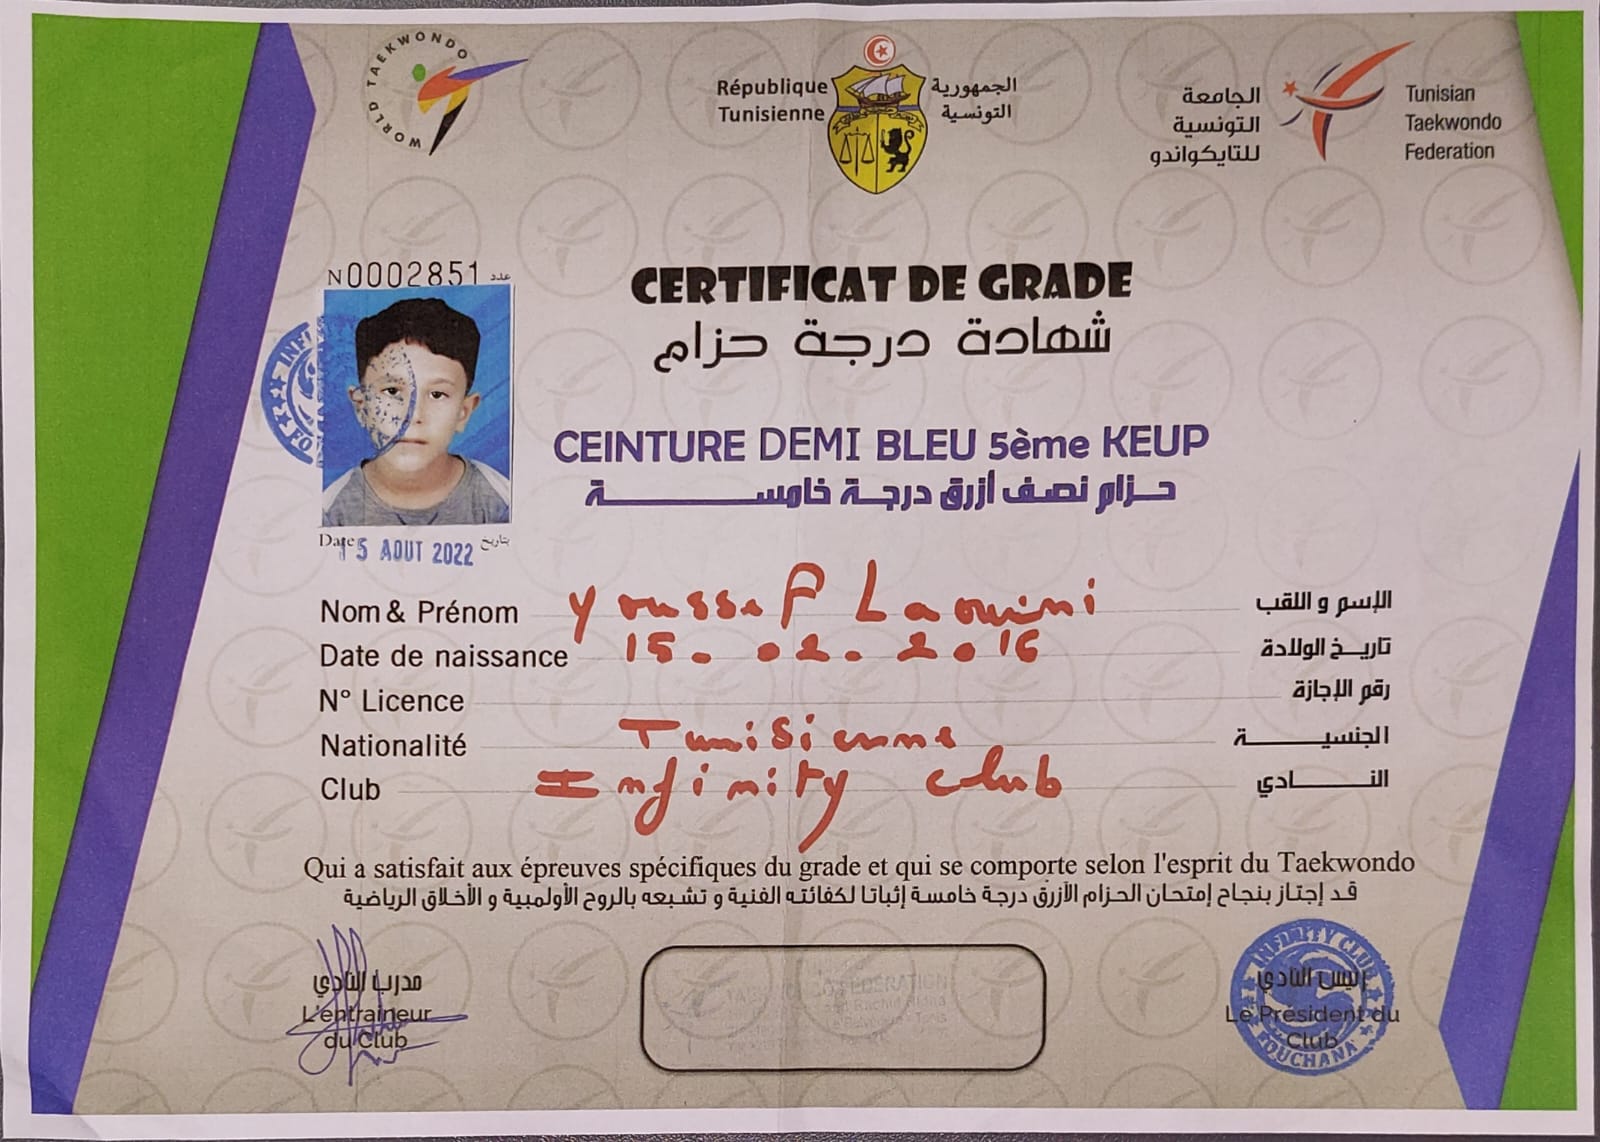 WORLD TAEKWONDO
République
Tunisienne
الجمهورية
التونسية
الجامعة
التونسية
للتايكواندو
Tunisian
Taekwondo
Federation
N0002851 عدد
CERTIFICAT DE GRADE
شهادة درجة حزام
CEINTURE DEMI BLEU 5ème KEUP
حزام نصف أزرق درجة خامسة
Date 15 AOUT 2022 بتاريخ
Nom & Prénom Youssef Laouini الإسم و اللقب
Date de naissance 15.02.2016 تاريخ الولادة
N° Licence رقم الإجازة
Nationalité Tunisienne الجنسية
Club Infinity club النادي
Qui a satisfait aux épreuves spécifiques du grade et qui se comporte selon l'esprit du Taekwondo
قد إجتاز بنجاح إمتحان الحزام الأزرق درجة خامسة إثباتا لكفائته الفنية و تشبعه بالروح الأولمبية و الأخلاق الرياضية
مدرب النادي
L'entraineur
du Club
FEDERATION
INFINITY CLUB
رئيس النادي
Le Président du
Club
FOUCHANA